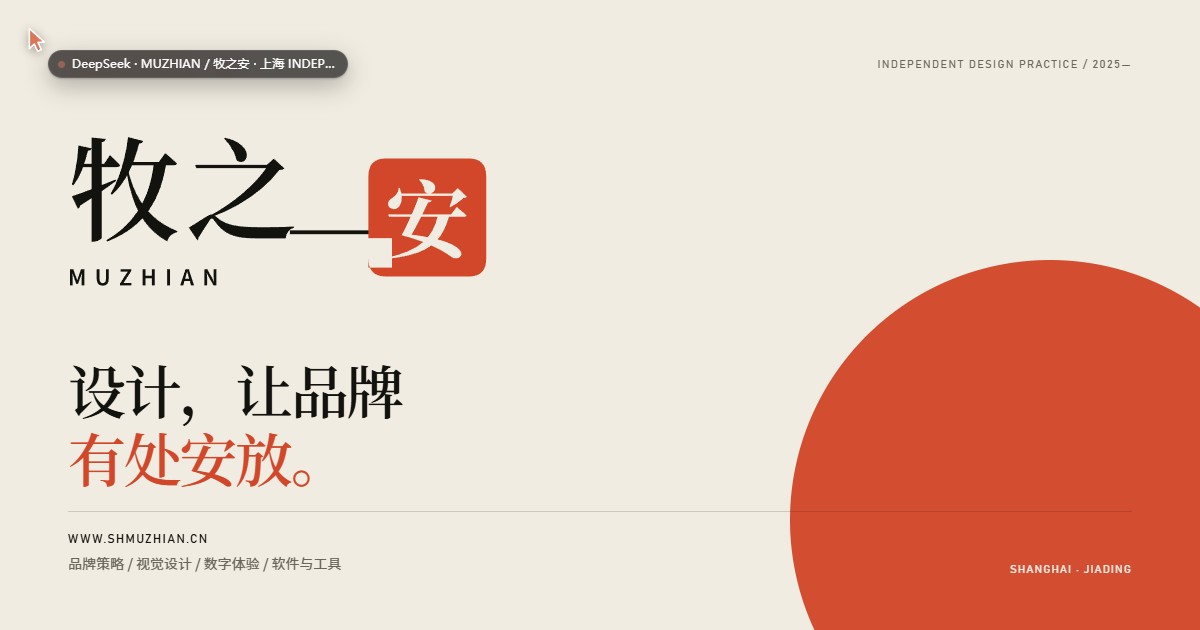 DeepSeek · MUZHIAN / 牧之安 · 上海 INDEP...
INDEPENDENT DESIGN PRACTICE / 2025—
牧之安
MUZHIAN
设计，让品牌
有处安放。
WWW.SHMUZHIAN.CN
品牌策略 / 视觉设计 / 数字体验 / 软件与工具
SHANGHAI · JIADING